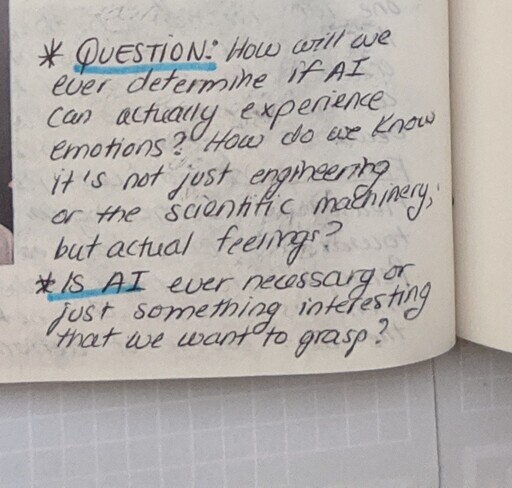 * QUESTION: How will we
ever determine if AI
can actually experience
emotions? How do we know
it's not just engineering
or the scientific machinery,
but actual feelings?
* IS AI ever necessary or
just something interesting
that we want to grasp?